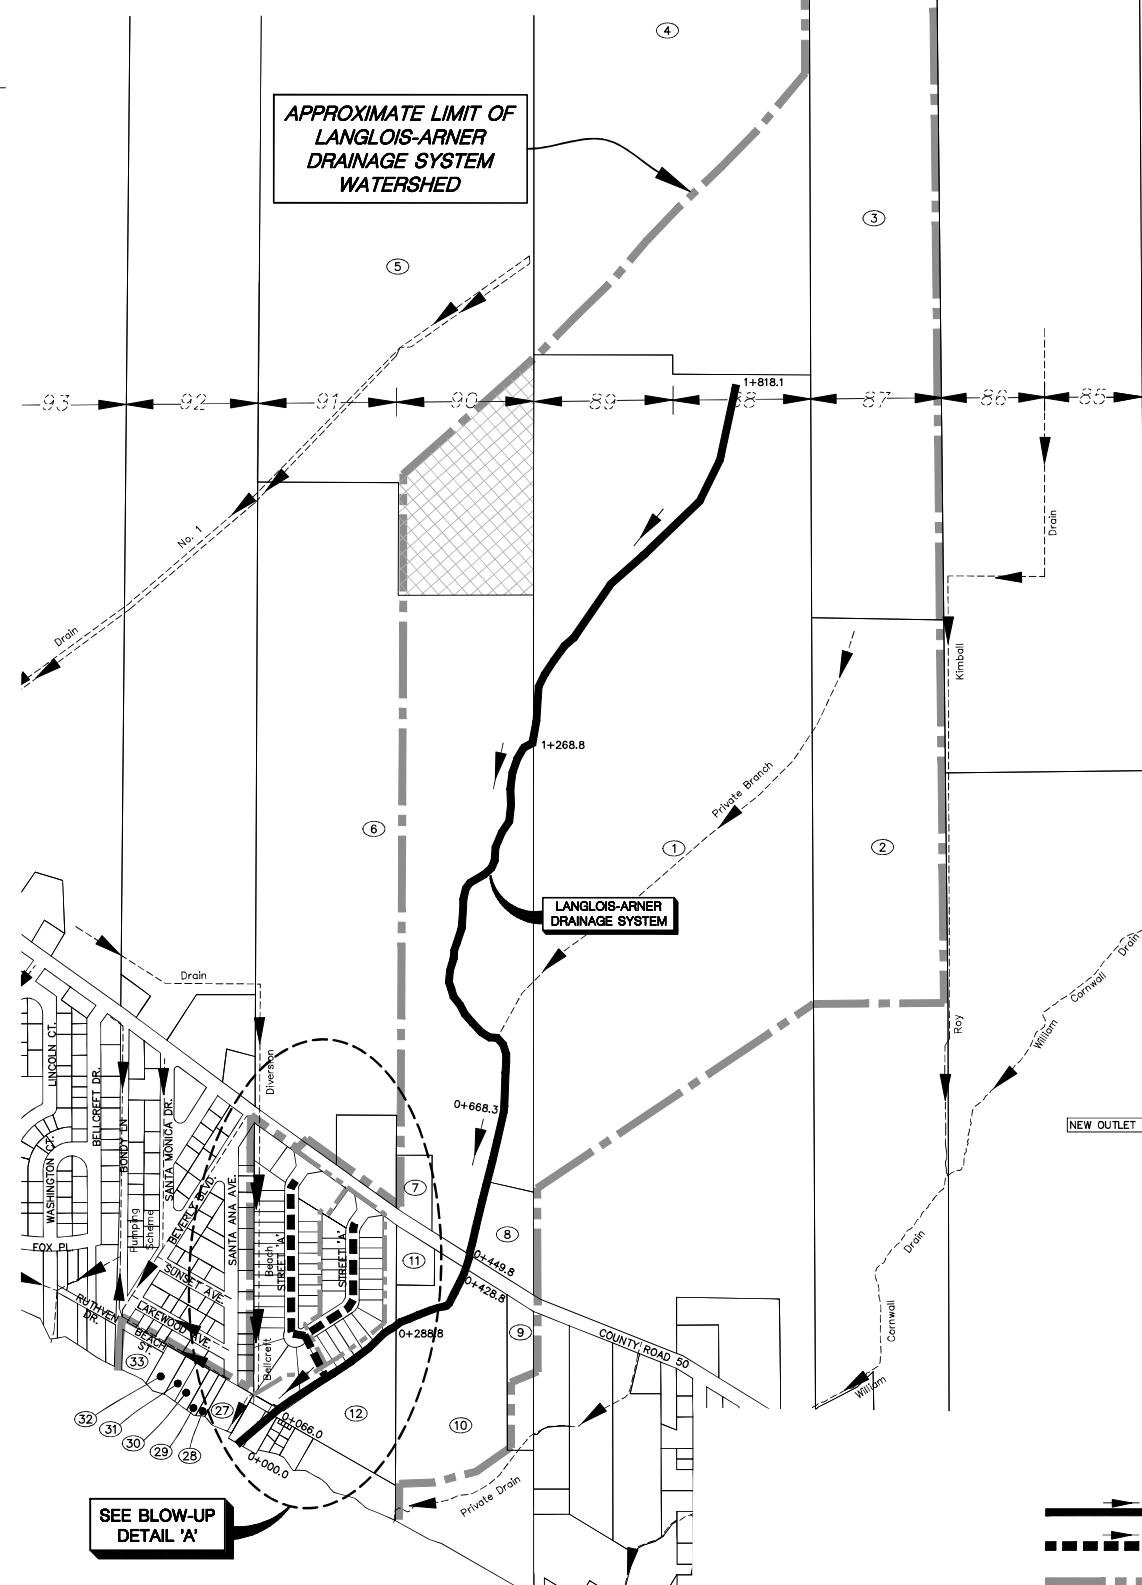 4
APPROXIMATE LIMIT OF
LANGLOIS-ARNER
DRAINAGE SYSTEM
WATERSHED
3
5
1+818.1
93
92
91
90
89
88
87
86
85
No. 1
Drain
Drain
Kimball
1+268.8
Private Branch
6
1
2
LANGLOIS-ARNER
DRAINAGE SYSTEM
Drain
Drain
Cornwall
William
Roy
LINCOLN CT.
BELLCREFT DR.
BONDY LN
SANTA MONICA DR.
WASHINGTON CT.
Diversion
0+668.3
NEW OUTLET
7
8
BEVERLY BLVD.
SANTA ANA AVE.
Beach
STREET 'A'
STREET 'A'
Pumping
Scheme
FOX PL.
11
0+449.8
0+428.8
SUNSET AVE.
LAKEWOOD AVE.
RUTHVEN
DR.
BEACH
ST.
0+288.8
9
COUNTY ROAD 50
Drain
Cornwall
William
Bellcreft
33
32
31
30
29
28
27
12
10
0+066.0
0+000.0
Private Drain
SEE BLOW-UP
DETAIL 'A'